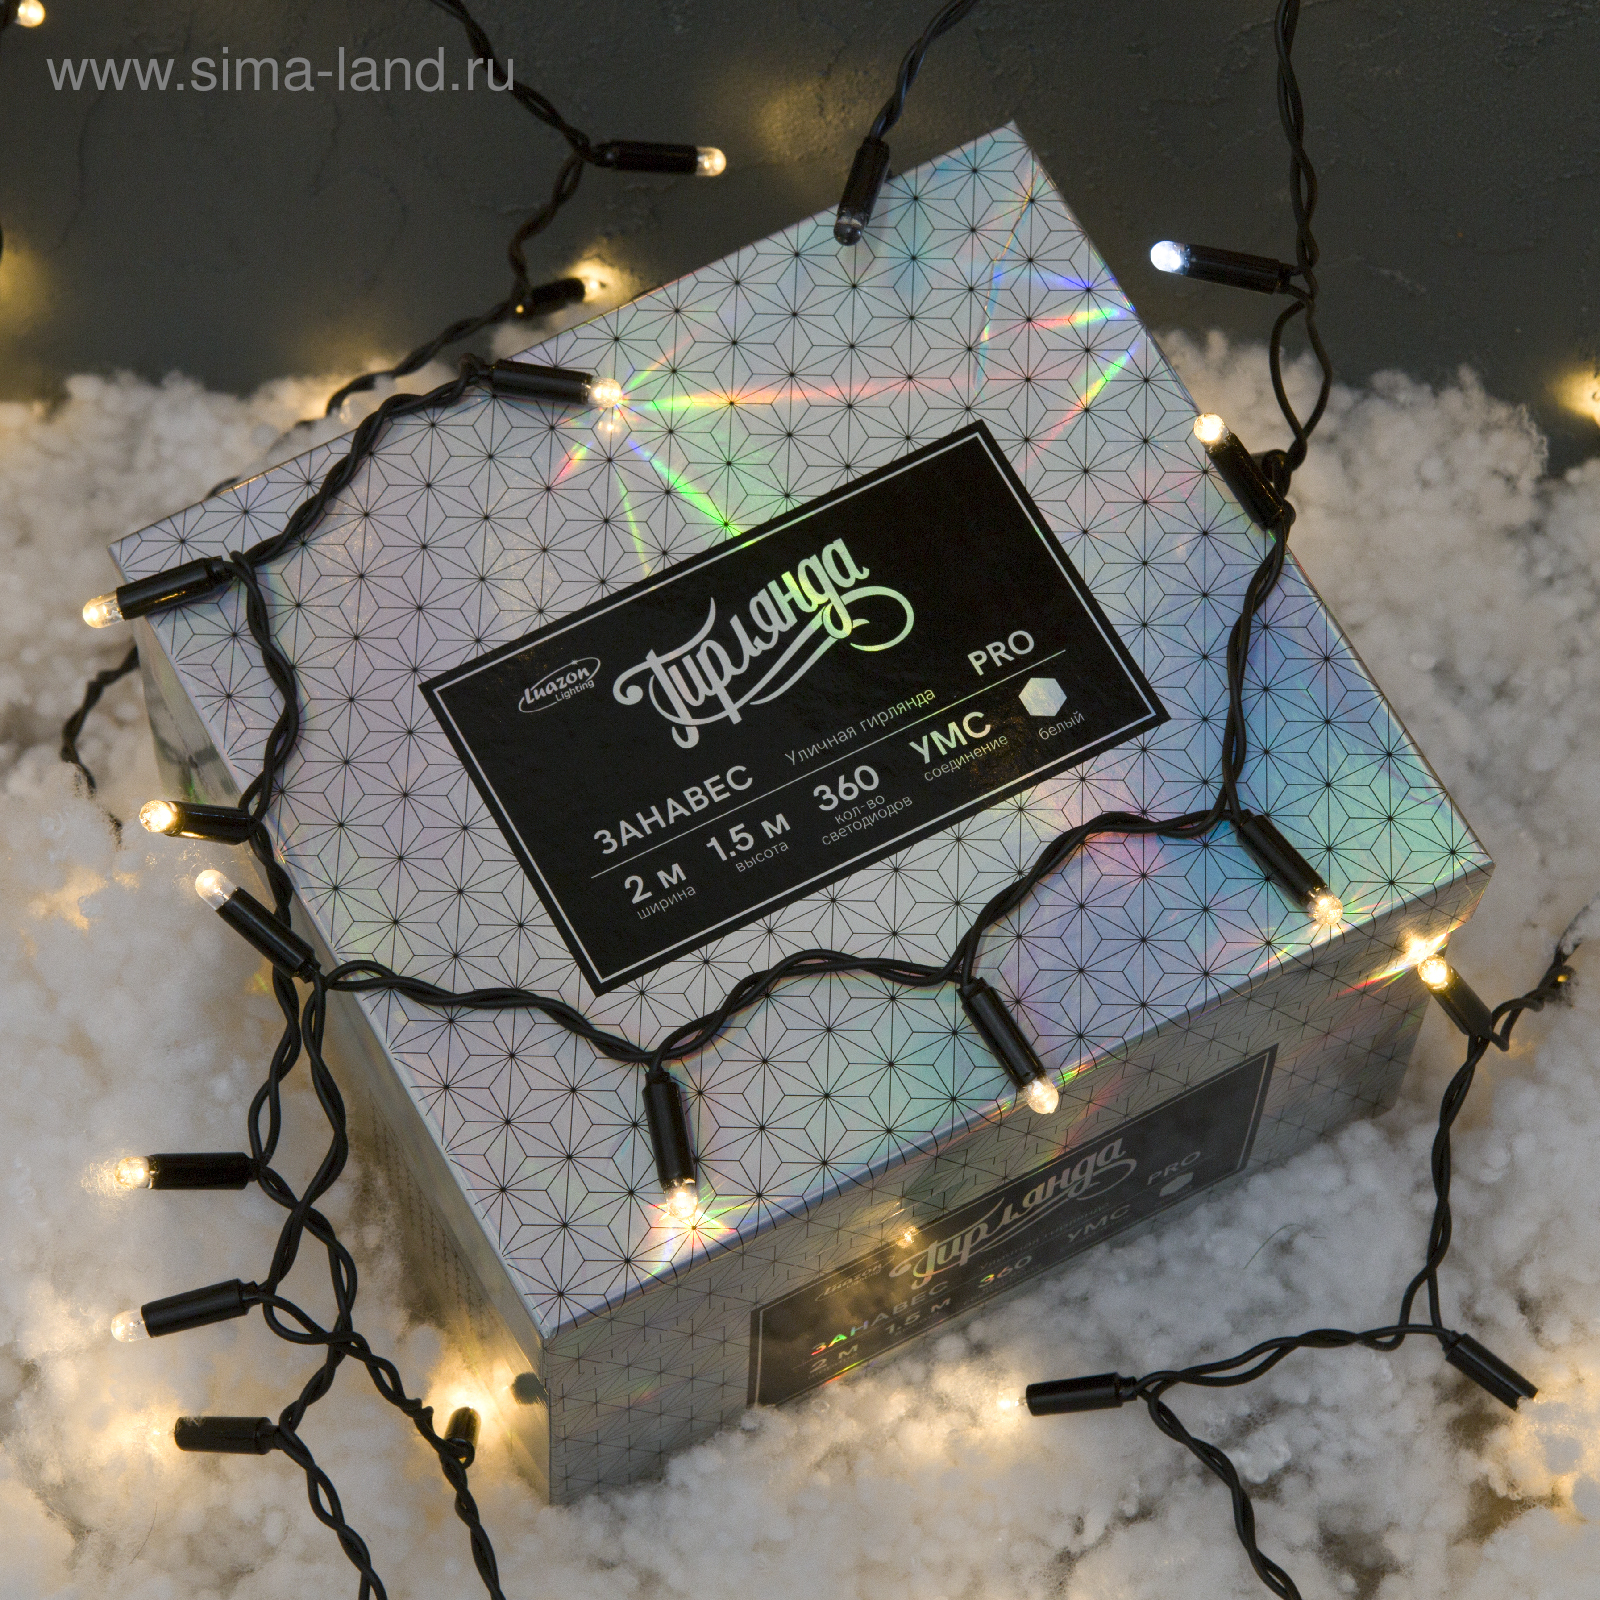 www.sima-land.ru
Luazon
Lighting
Гирлянда
ЗАНАВЕС Уличная гирлянда PRO
2 м 1.5 м 360 УМС
ширина высота кол-во светодиодов соединение белый
Luazon
Гирлянда
ЗАНАВЕС PRO
2 м 1.5 м 360 УМС